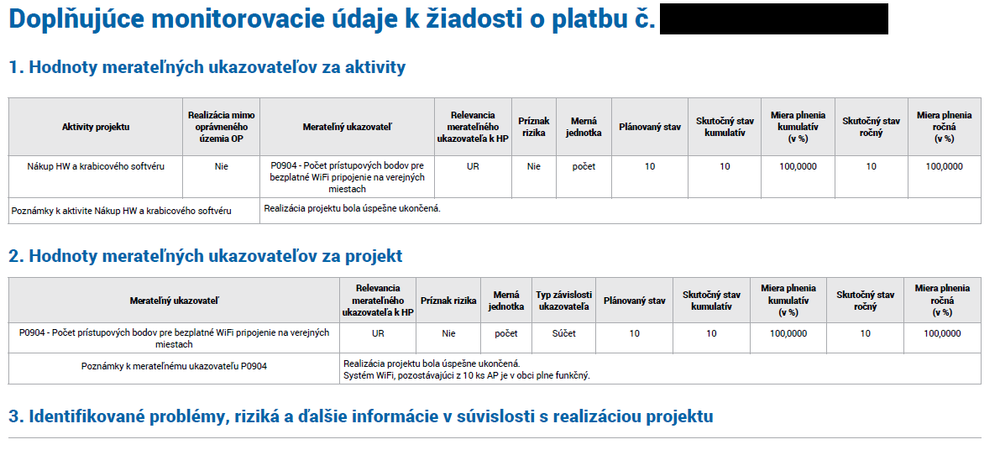 Doplňujúce monitorovacie údaje k žiadosti o platbu č.
1. Hodnoty merateľných ukazovateľov za aktivity
Aktivity projektu
Realizácia mimo
oprávneného
územia OP
Merateľný ukazovateľ
Relevancia
merateľného
ukazovateľa k HP
Príznak
rizika
Merná
jednotka
Plánovaný stav
Skutočný stav
kumulatív
Miera plnenia
kumulatív
(v %)
Skutočný stav
ročný
Miera plnenia
ročná
(v %)
Nákup HW a krabicového softvéru
Nie
P0904 - Počet prístupových bodov pre
bezplatné WiFi pripojenie na verejných
miestach
UR
Nie
počet
10
10
100,0000
10
100,0000
Poznámky k aktivite Nákup HW a krabicového softvéru
Realizácia projektu bola úspešne ukončená.
2. Hodnoty merateľných ukazovateľov za projekt
Merateľný ukazovateľ
Relevancia
merateľného
ukazovateľa k HP
Príznak rizika
Merná
jednotka
Typ závislosti
ukazovateľa
Plánovaný stav
Skutočný stav
kumulatív
Miera plnenia
kumulatív
(v %)
Skutočný stav
ročný
Miera plnenia
ročná
(v %)
P0904 - Počet prístupových bodov pre bezplatné WiFi pripojenie na verejných
miestach
UR
Nie
počet
Súčet
10
10
100,0000
10
100,0000
Poznámky k merateľnému ukazovateľu P0904
Realizácia projektu bola úspešne ukončená.
Systém WiFi, pozostávajúci z 10 ks AP je v obci plne funkčný.
3. Identifikované problémy, riziká a ďalšie informácie v súvislosti s realizáciou projektu